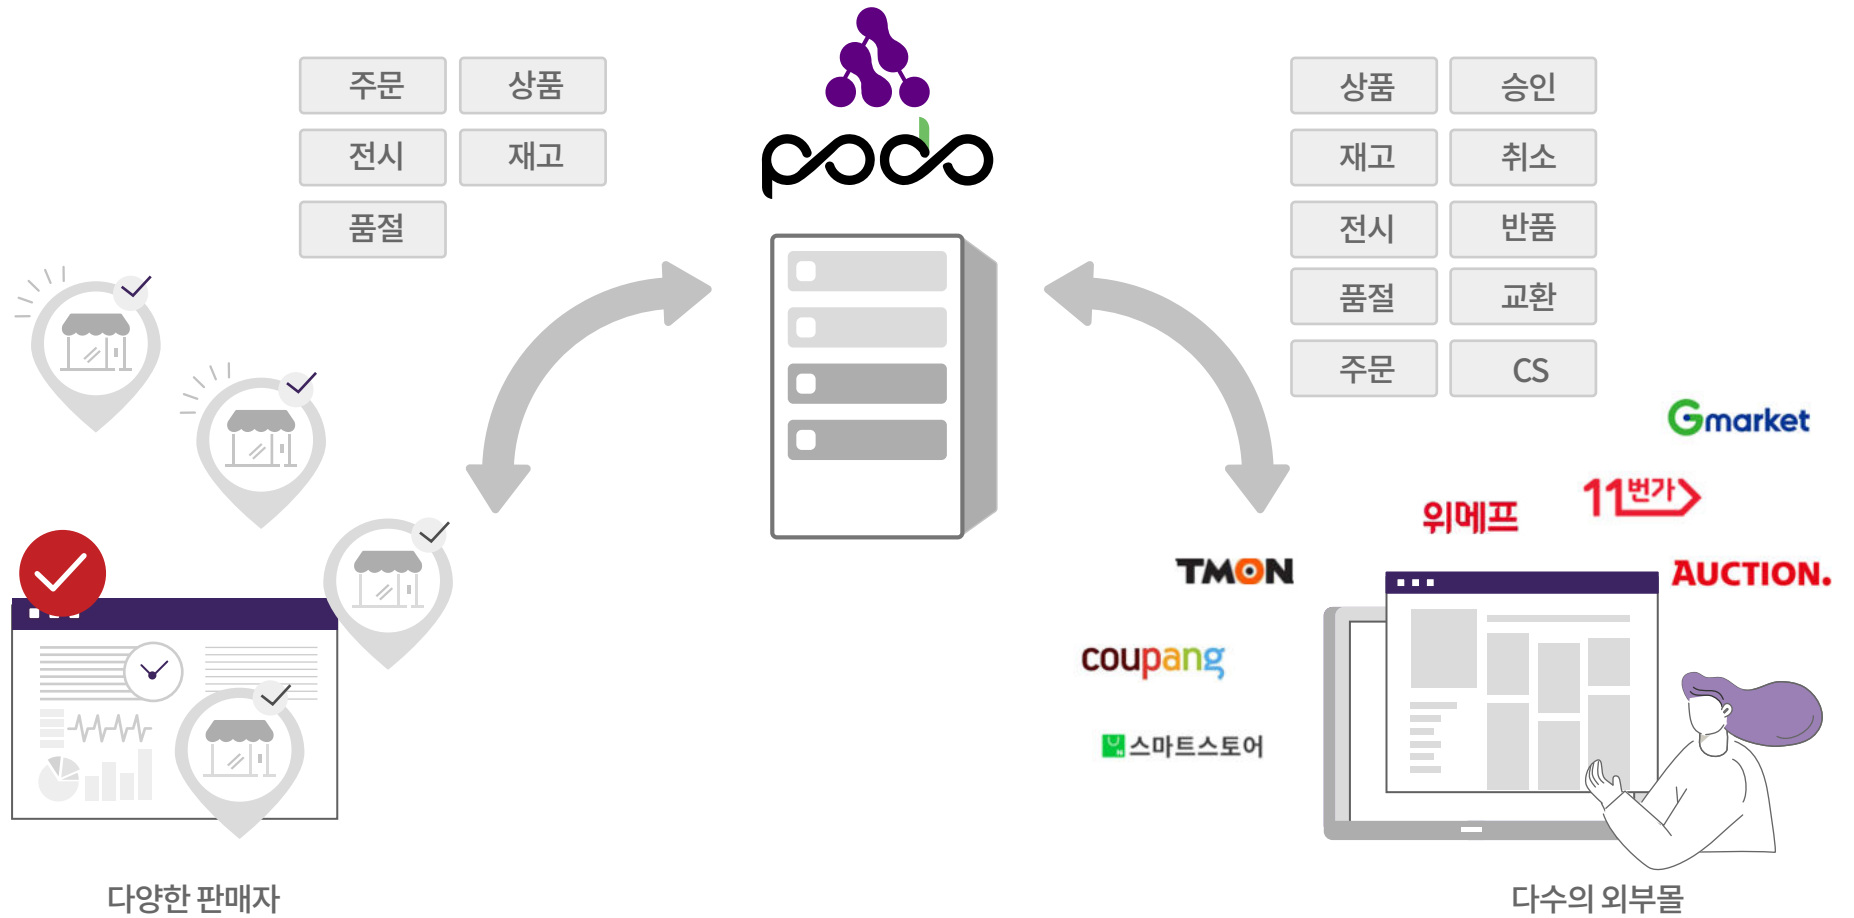 주문
상품
전시
재고
품절
podo
상품
승인
재고
취소
전시
반품
품절
교환
주문
CS
Gmarket
11번가
위메프
TMON
AUCTION.
coupang
스마트스토어
다양한 판매자
다수의 외부몰